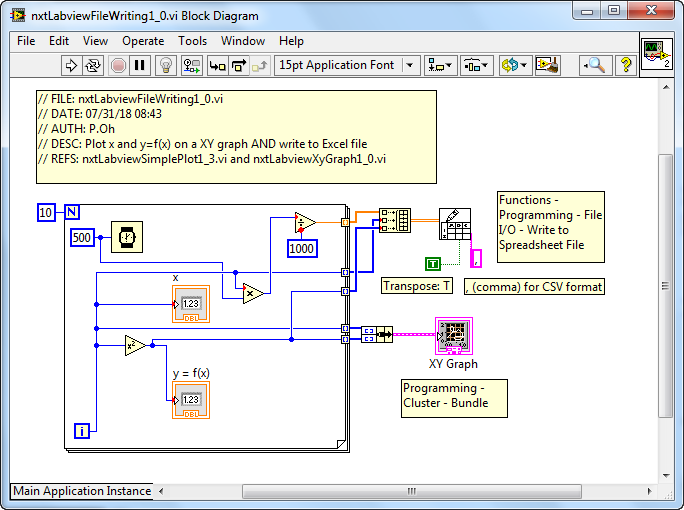 nxtLabviewFileWriting1_0.vi Block Diagram
File Edit View Operate Tools Window Help
15pt Application Font
2
// FILE: nxtLabviewFileWriting1_0.vi
// DATE: 07/31/18 08:43
// AUTH: P.Oh
// DESC: Plot x and y=f(x) on a XY graph AND write to Excel file
// REFS: nxtLabviewSimplePlot1_3.vi and nxtLabviewXyGraph1_0.vi
10 N
500
1000
Functions -
Programming - File
I/O - Write to
Spreadsheet File
T
,
Transpose: T
, (comma) for CSV format
x
1.23
DBL
x²
XY Graph
y = f(x)
1.23
DBL
Programming -
Cluster - Bundle
i
Main Application Instance